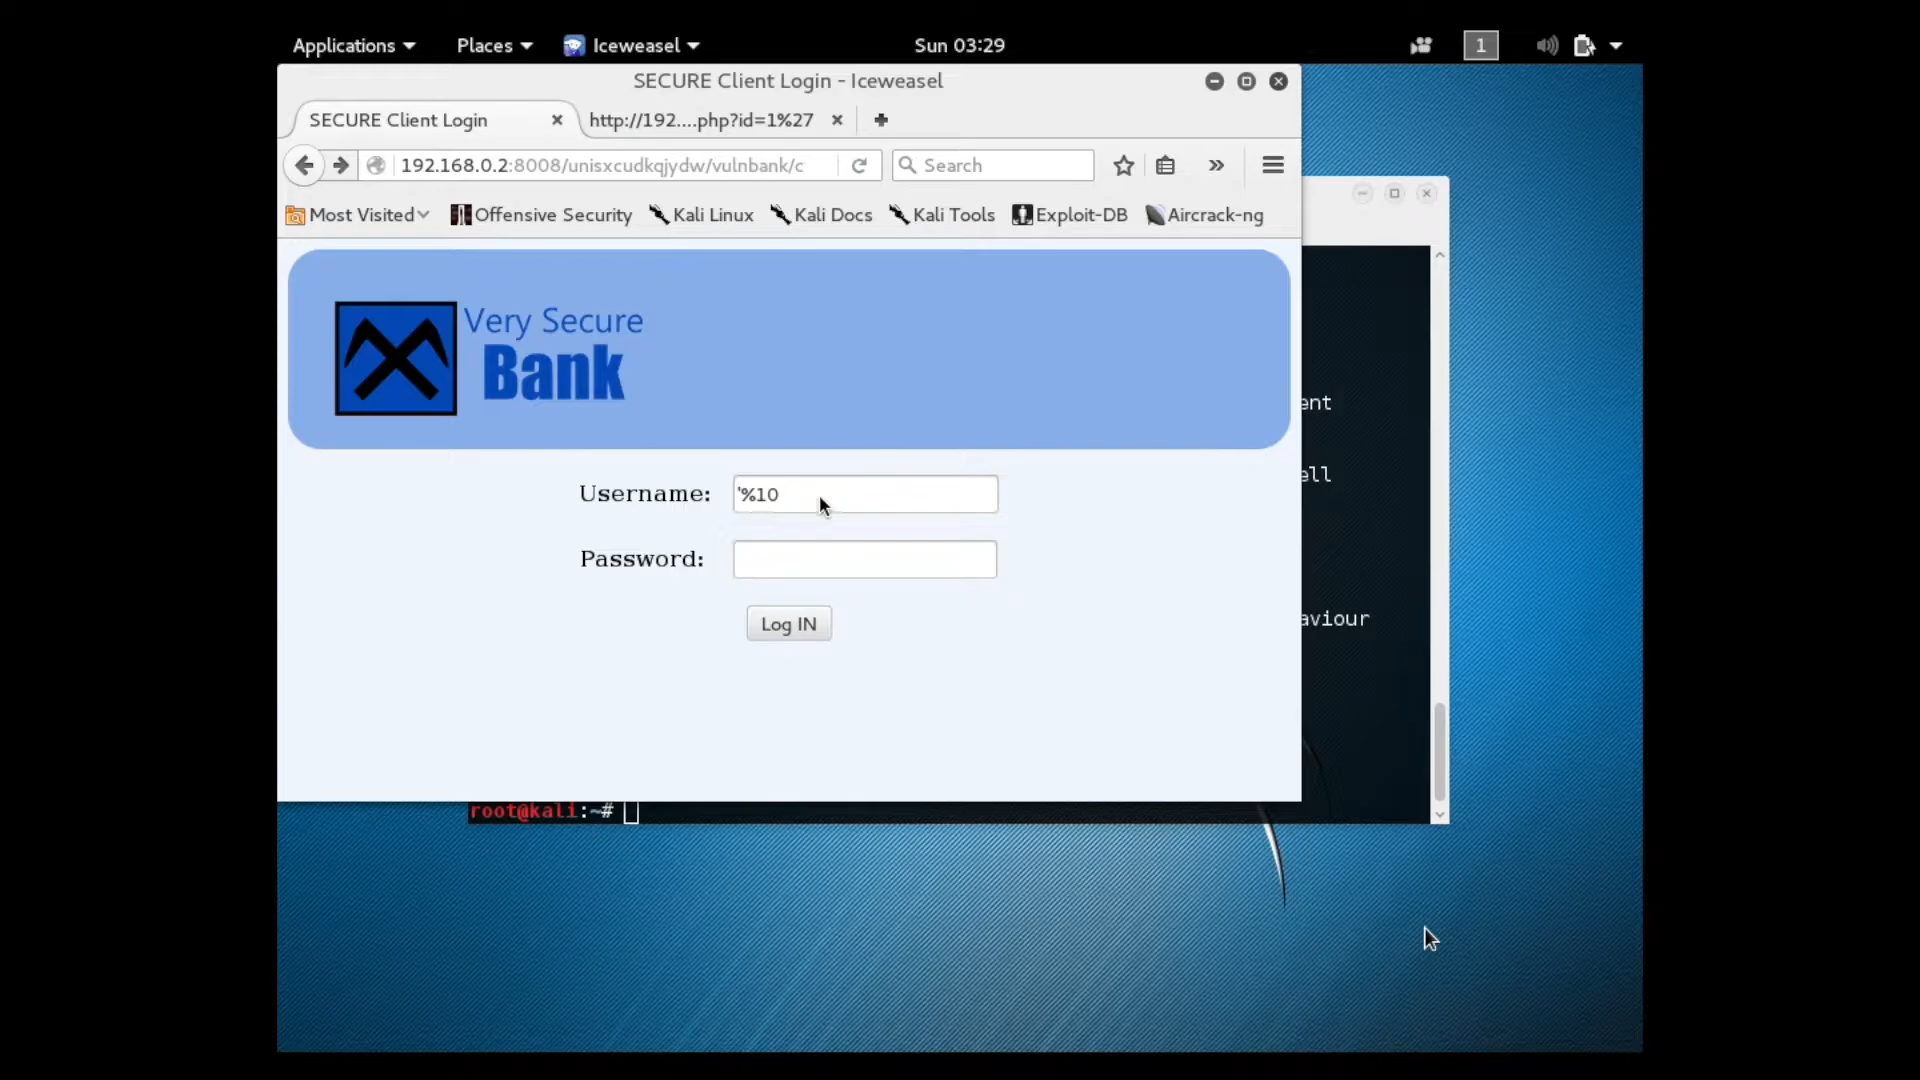 Applications Places Iceweasel Sun 03:29 1
SECURE Client Login - Iceweasel
SECURE Client Login http://192....php?id=1%27
192.168.0.2:8008/unisxcudkqjydw/vulnbank/c Search
Most Visited Offensive Security Kali Linux Kali Docs Kali Tools Exploit-DB Aircrack-ng
Very Secure
Bank
ent
ell
Username: '%10
Password:
aviour
Log IN
root@kali:~#